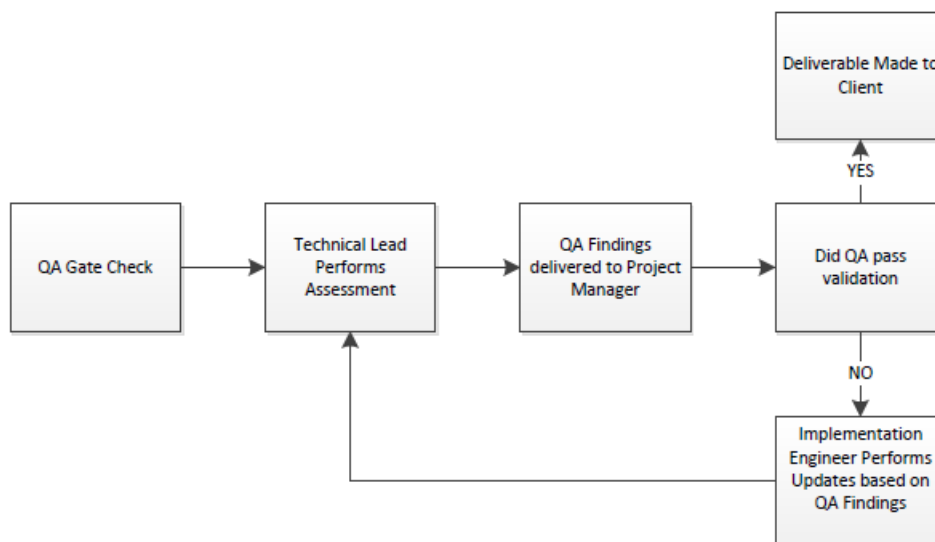 Deliverable Made to
Client
YES
QA Gate Check
Technical Lead
Performs
Assessment
QA Findings
delivered to Project
Manager
Did QA pass
validation
NO
Implementation
Engineer Performs
Updates based on
QA Findings